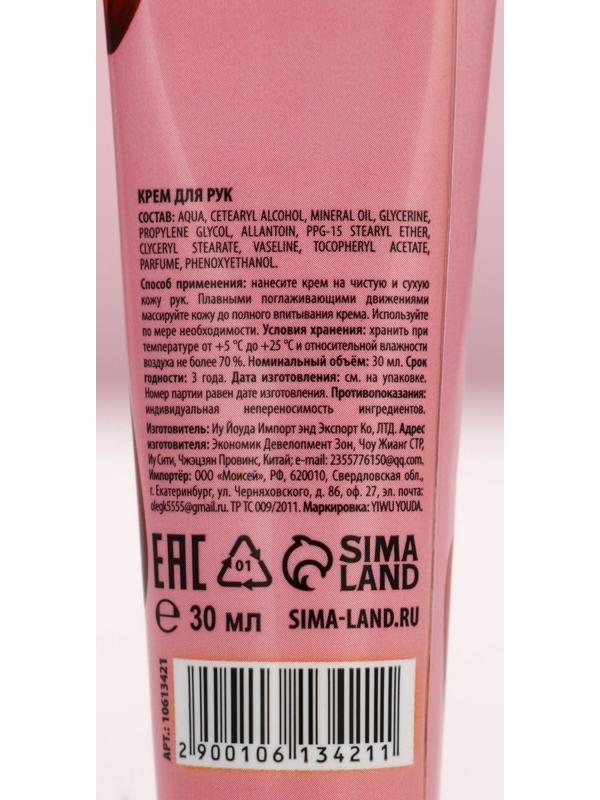 КРЕМ ДЛЯ РУК
СОСТАВ: AQUA, CETEARYL ALCOHOL, MINERAL OIL, GLYCERINE,
PROPYLENE GLYCOL, ALLANTOIN, PPG-15 STEARYL ETHER,
CLYCERYL STEARATE, VASELINE, TOCOPHERYL ACETATE,
PARFUME, PHENOXYETHANOL.
Способ применения: нанесите крем на чистую и сухую
кожу рук. Плавными поглаживающими движениями
массируйте кожу до полного впитывания крема. Используйте
по мере необходимости. Условия хранения: хранить при
температуре от +5 °С до +25 °С и относительной влажности
воздуха не более 70 %. Номинальный объём: 30 мл. Срок
годности: 3 года. Дата изготовления: см. на упаковке.
Номер партии равен дате изготовления. Противопоказания:
индивидуальная непереносимость ингредиентов.
Изготовитель: Иу Йоуда Импорт энд Экспорт Ко, ЛТД. Адрес
изготовителя: Экономик Девелопмент Зон, Чоу Жианг СТР,
Иу Сити, Чжэцзян Провинс, Китай; e-mail: 2355776150@qq.com.
Импортёр: ООО «Моисей», РФ, 620010, Свердловская обл.,
г. Екатеринбург, ул. Черняховского, д. 86, оф. 27, эл. почта:
olegk5555@gmail.ru. ТР ТС 009/2011. Маркировка: YIWU YOUDA.
EAC 01 SIMA LAND
℮ 30 мл SIMA-LAND.RU
АРТ.: 10613421
2 900106 134211